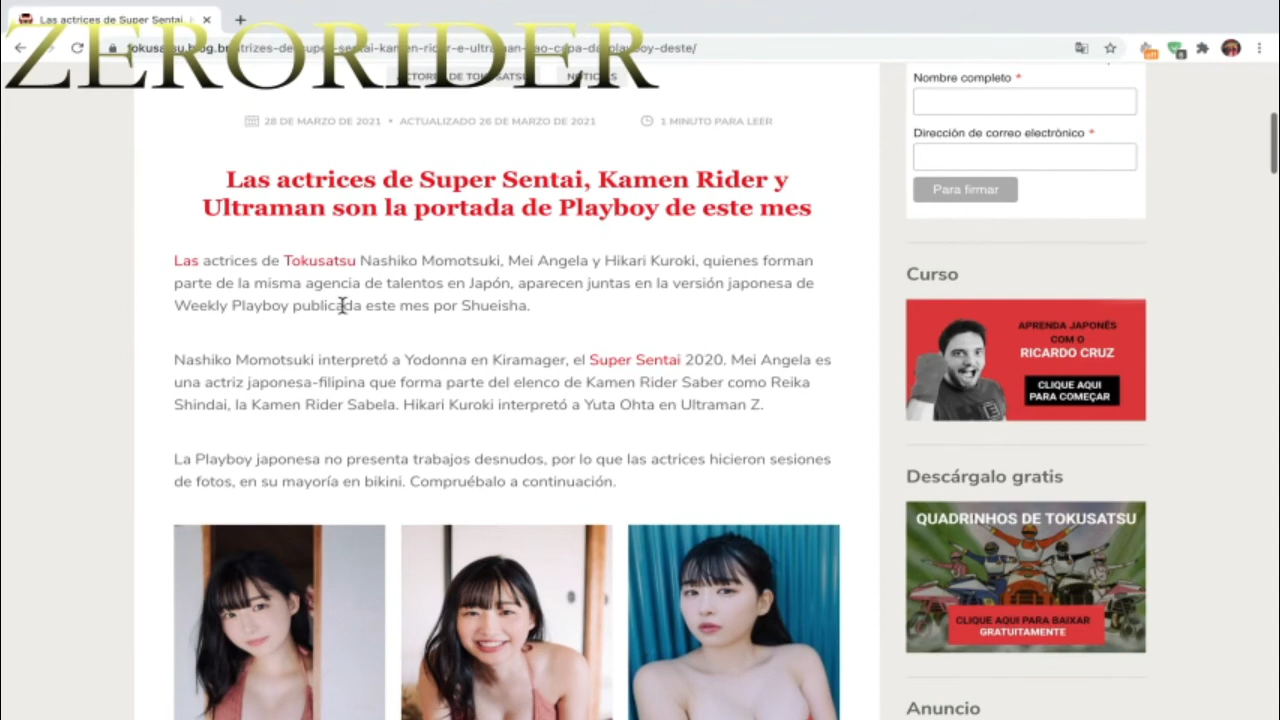 Las actrices de Super Sentai,
ZERORIDER
tokusatsu.blog.br
ACTORES DE TOKUSATSU
NOTICIAS
28 DE MARZO DE 2021 • ACTUALIZADO 26 DE MARZO DE 2021
1 MINUTO PARA LEER
Las actrices de Super Sentai, Kamen Rider y
Ultraman son la portada de Playboy de este mes
Las actrices de Tokusatsu Nashiko Momotsuki, Mei Angela y Hikari Kuroki, quienes forman
parte de la misma agencia de talentos en Japón, aparecen juntas en la versión japonesa de
Weekly Playboy publicada este mes por Shueisha.
Nashiko Momotsuki interpretó a Yodonna en Kiramager, el Super Sentai 2020. Mei Angela es
una actriz japonesa-filipina que forma parte del elenco de Kamen Rider Saber como Reika
Shindai, la Kamen Rider Sabela. Hikari Kuroki interpretó a Yuta Ohta en Ultraman Z.
La Playboy japonesa no presenta trabajos desnudos, por lo que las actrices hicieron sesiones
de fotos, en su mayoría en bikini. Compruébalo a continuación.
Nombre completo *
Dirección de correo electrónico *
Para firmar
Curso
APRENDA JAPONÊS
COM O
RICARDO CRUZ
CLIQUE AQUI
PARA COMEÇAR
Descárgalo gratis
QUADRINHOS DE TOKUSATSU
CLIQUE AQUI PARA BAIXAR
GRATUITAMENTE
Anuncio